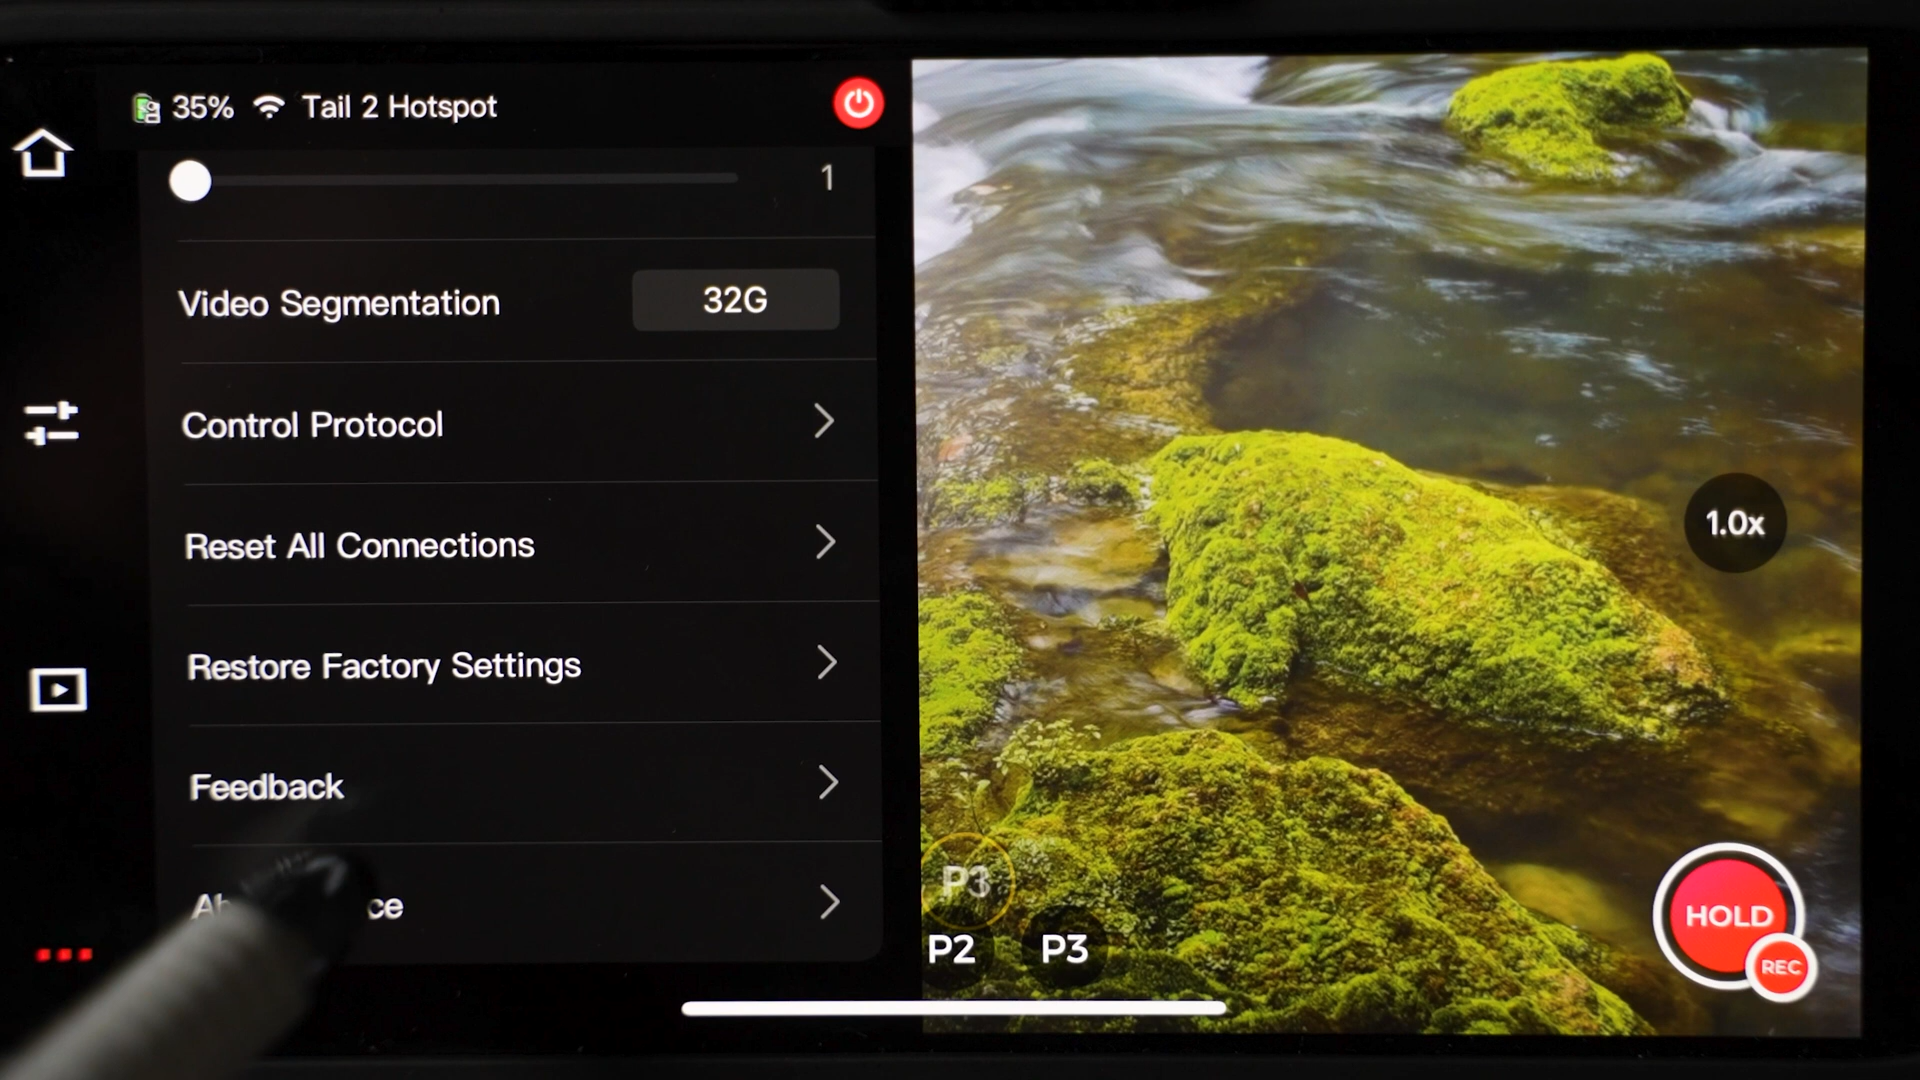 35% Tail 2 Hotspot
1
Video Segmentation 32G
Control Protocol
Reset All Connections
Restore Factory Settings
Feedback
1.0x
P3
P2 P3
HOLD
REC